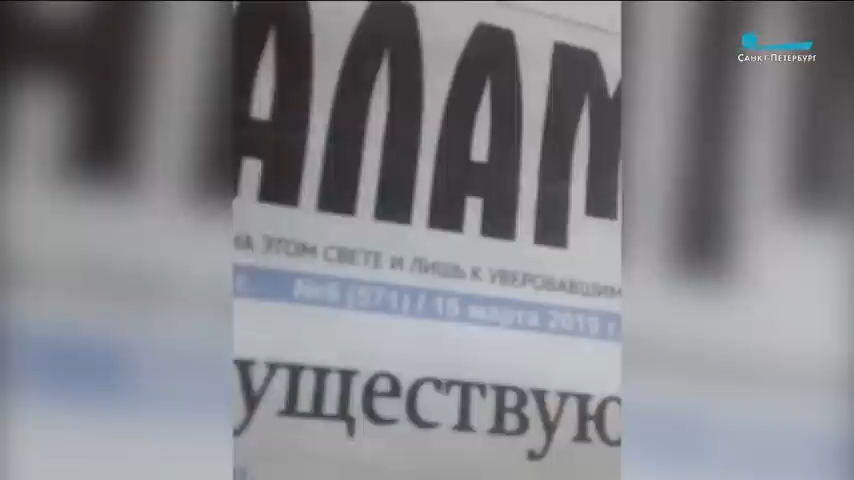 АЛАМ
САНКТ-ПЕТЕРБУРГ
НА ЭТОМ СВЕТЕ И ЛИШЬ К УВЕРОВАВШИМ
г. №6 (571) / 15 марта 2019 г.
уществую